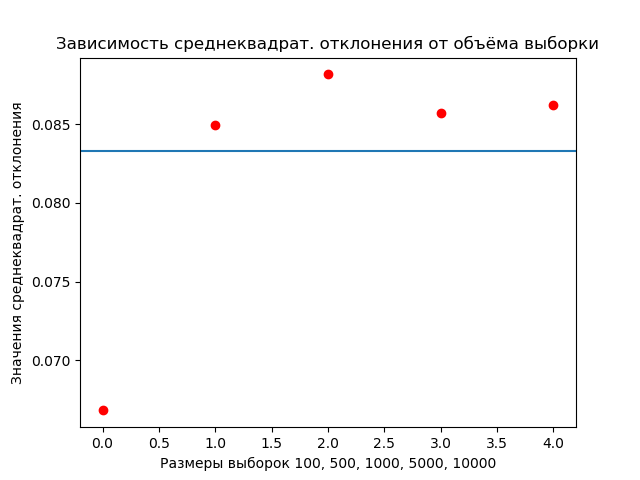 Зависимость среднеквадрат. отклонения от объёма выборки
Значения среднеквадрат. отклонения
0.085
0.080
0.075
0.070
0.0 0.5 1.0 1.5 2.0 2.5 3.0 3.5 4.0
Размеры выборок 100, 500, 1000, 5000, 10000